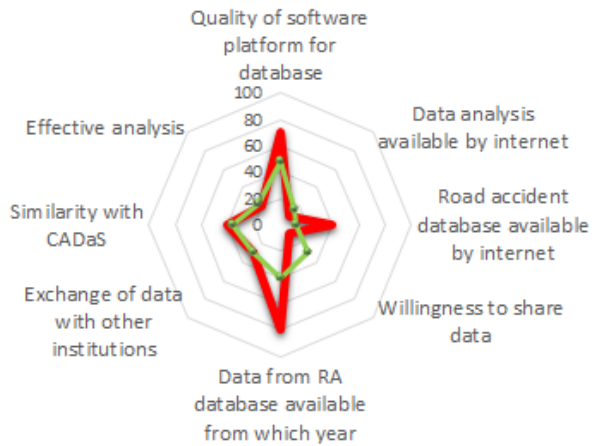 Quality of software
platform for
database
100
80
60
40
20
0
Data analysis
available by internet
Road accident
database available
by internet
Willingness to share
data
Data from RA
database available
from which year
Exchange of data
with other
institutions
Similarity with
CADaS
Effective analysis